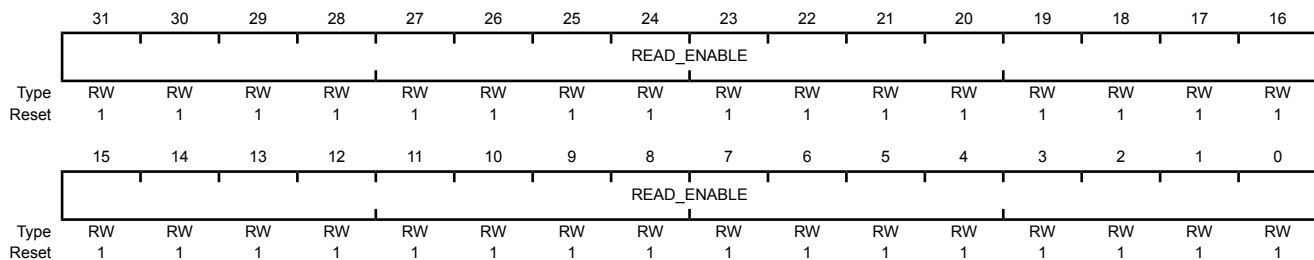 31 30 29 28 27 26 25 24 23 22 21 20 19 18 17 16
READ_ENABLE
Type RW RW RW RW RW RW RW RW RW RW RW RW RW RW RW RW
Reset 1 1 1 1 1 1 1 1 1 1 1 1 1 1 1 1
15 14 13 12 11 10 9 8 7 6 5 4 3 2 1 0
READ_ENABLE
Type RW RW RW RW RW RW RW RW RW RW RW RW RW RW RW RW
Reset 1 1 1 1 1 1 1 1 1 1 1 1 1 1 1 1